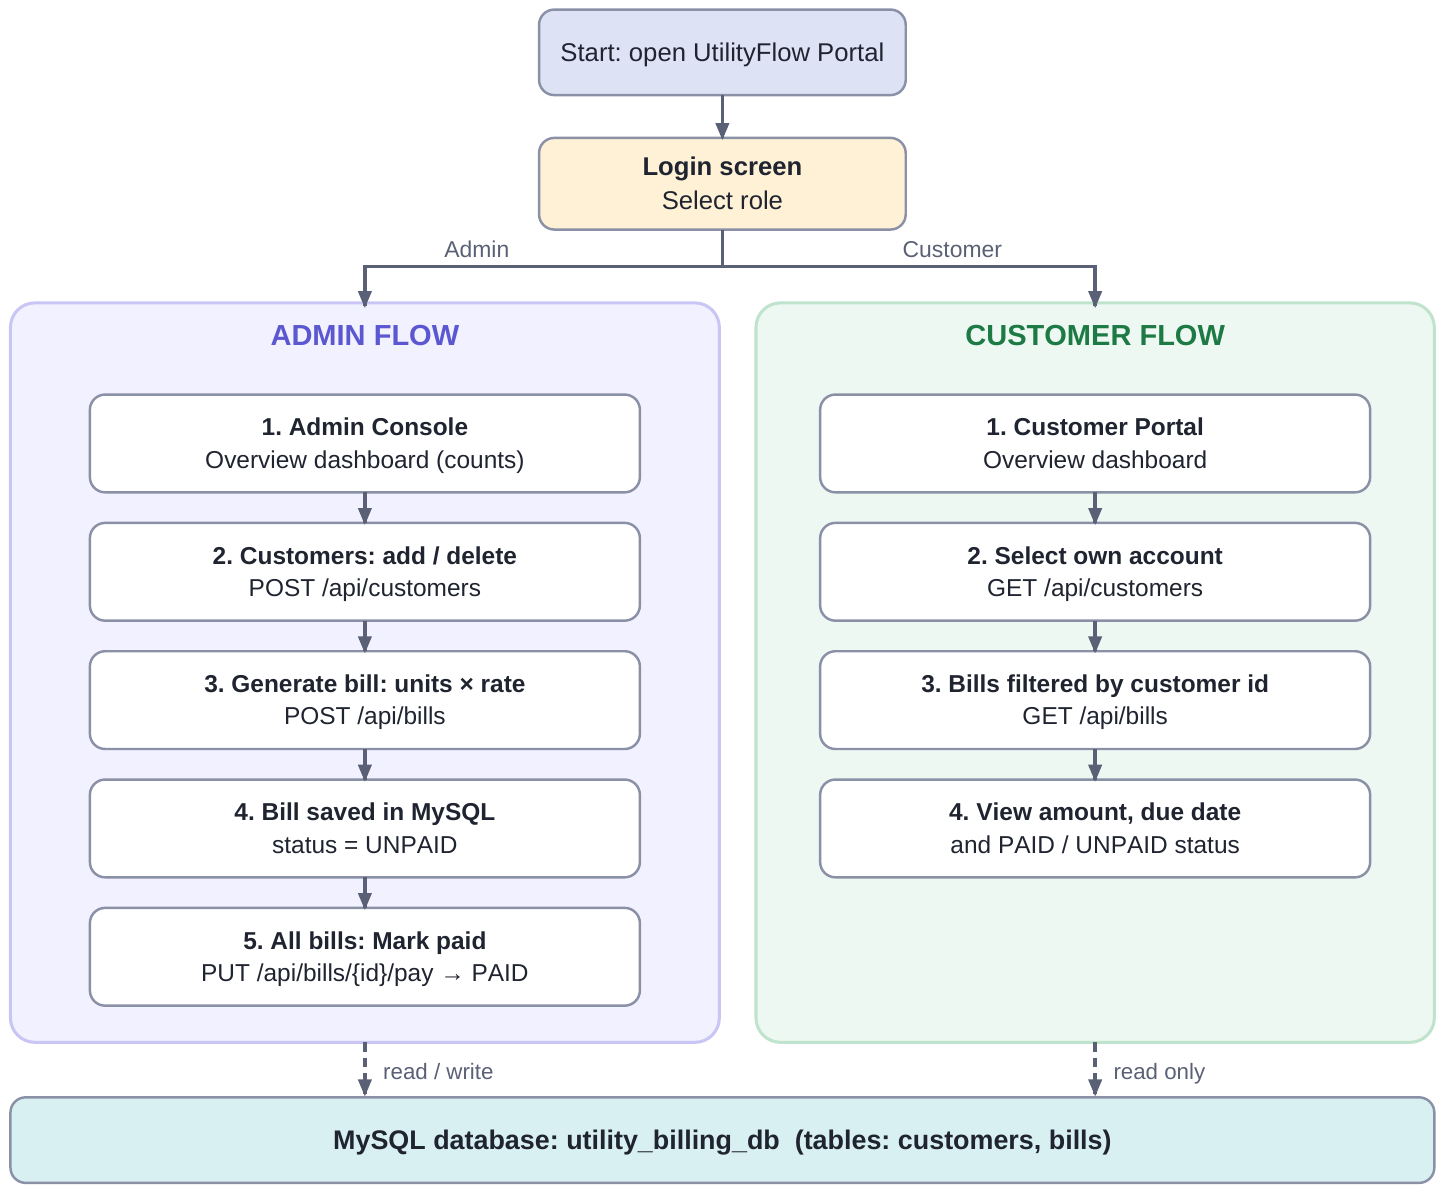 Start: open UtilityFlow Portal
Login screen
Select role
Admin
Customer
ADMIN FLOW
1. Admin Console
Overview dashboard (counts)
2. Customers: add / delete
POST /api/customers
3. Generate bill: units × rate
POST /api/bills
4. Bill saved in MySQL
status = UNPAID
5. All bills: Mark paid
PUT /api/bills/{id}/pay → PAID
read / write
CUSTOMER FLOW
1. Customer Portal
Overview dashboard
2. Select own account
GET /api/customers
3. Bills filtered by customer id
GET /api/bills
4. View amount, due date
and PAID / UNPAID status
read only
MySQL database: utility_billing_db (tables: customers, bills)